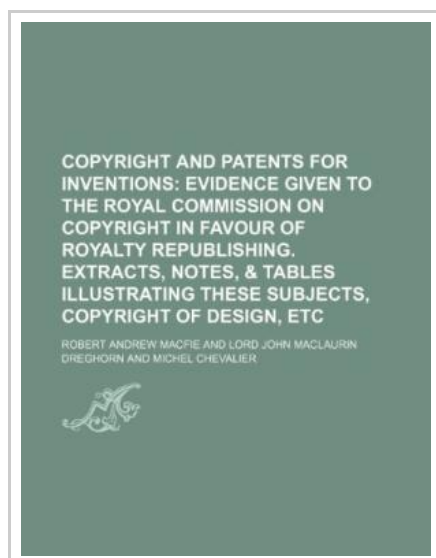 COPYRIGHT AND PATENTS FOR
INVENTIONS: EVIDENCE GIVEN TO
THE ROYAL COMMISSION ON
COPYRIGHT IN FAVOUR OF
ROYALTY REPUBLISHING.
EXTRACTS, NOTES, & TABLES
ILLUSTRATING THESE SUBJECTS,
COPYRIGHT OF DESIGN, ETC
ROBERT ANDREW MACFIE AND LORD JOHN MACLAURIN
DREGHORN AND MICHEL CHEVALIER